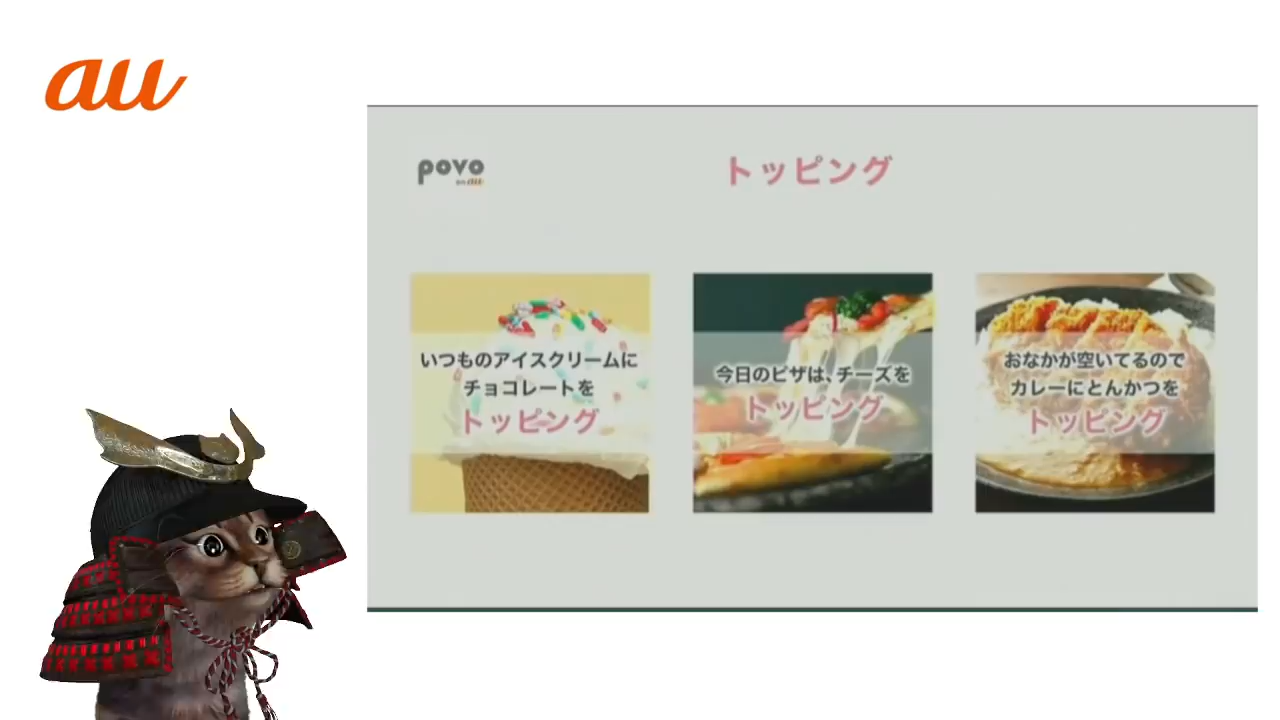 au
povo
on au
トッピング
いつものアイスクリームに
チョコレートを
トッピング
今日のピザは、チーズを
トッピング
おなかが空いてるので
カレーにとんかつを
トッピング